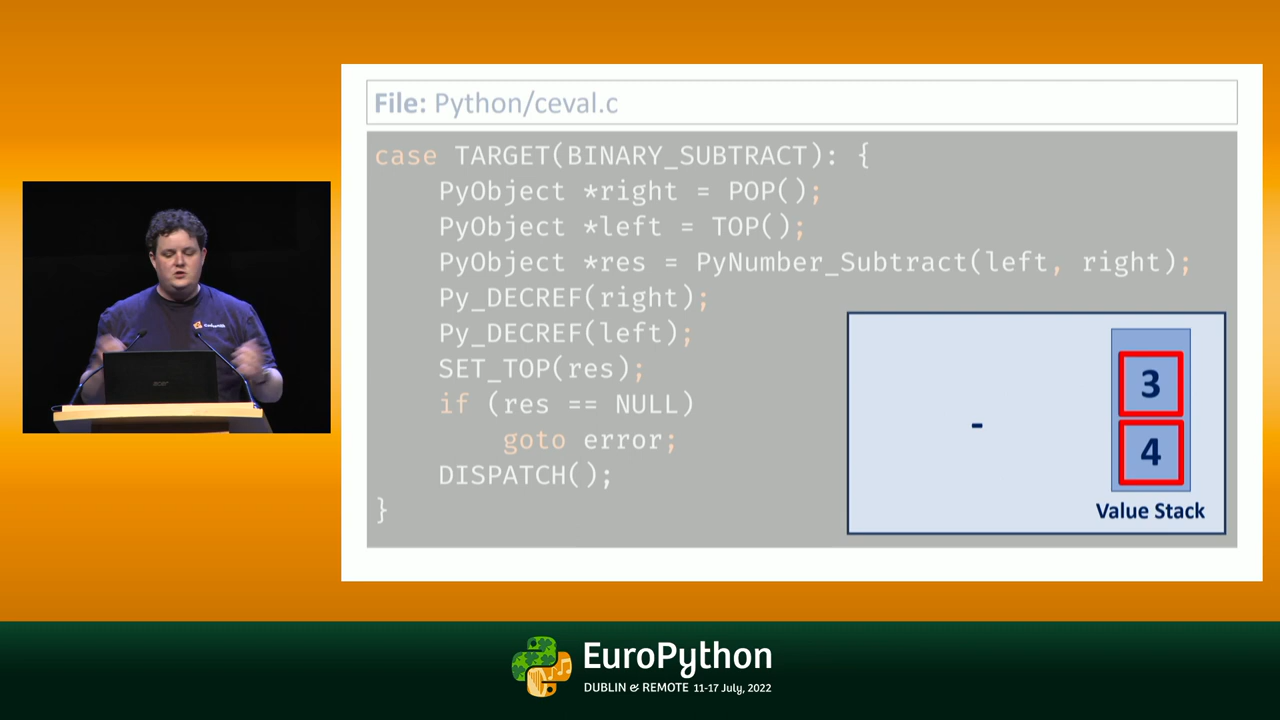 File: Python/ceval.c
case TARGET(BINARY_SUBTRACT): {
PyObject *right = POP();
PyObject *left = TOP();
PyObject *res = PyNumber_Subtract(left, right);
Py_DECREF(right);
Py_DECREF(left);
SET_TOP(res);
if (res == NULL)
goto error;
DISPATCH();
}
-
3
4
Value Stack
EuroPython
DUBLIN & REMOTE 11-17 July, 2022